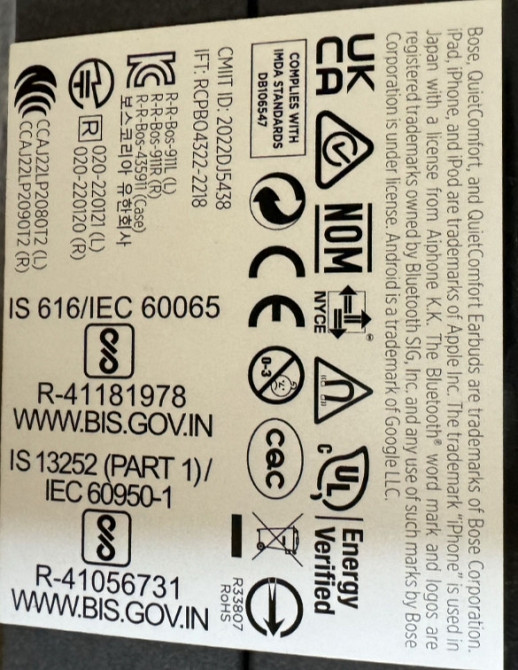 Bose, QuietComfort, and QuietComfort Earbuds are trademarks of Bose Corporation.
iPad, iPhone, and iPod are trademarks of Apple Inc. The trademark "iPhone" is used in
Japan with a license from Aiphone K.K. The Bluetooth® word mark and logos are
registered trademarks owned by Bluetooth SIG, Inc. and any use of such marks by Bose
Corporation is under license. Android is a trademark of Google LLC.
UK
CA
NOM
NYCE
®
c
UL
Energy
Verified
COMPLIES WITH
IMDA STANDARDS
DB106547
CE
0-3
CQC
R33807
RoHS
CMIIT ID: 2022DJ5438
IFT: RCPBO4322-2218
R-R-Bos-911L (L)
R-R-Bos-911R (R)
R-R-Bos-435911 (Case)
보스코리아 유한회사
R
020-220121 (L)
020-220120 (R)
CCAJ22LP2080T2 (L)
CCAJ22LP2090T2 (R)
IS 616/IEC 60065
R-41181978
WWW.BIS.GOV.IN
IS 13252 (PART 1)/
IEC 60950-1
R-41056731
WWW.BIS.GOV.IN